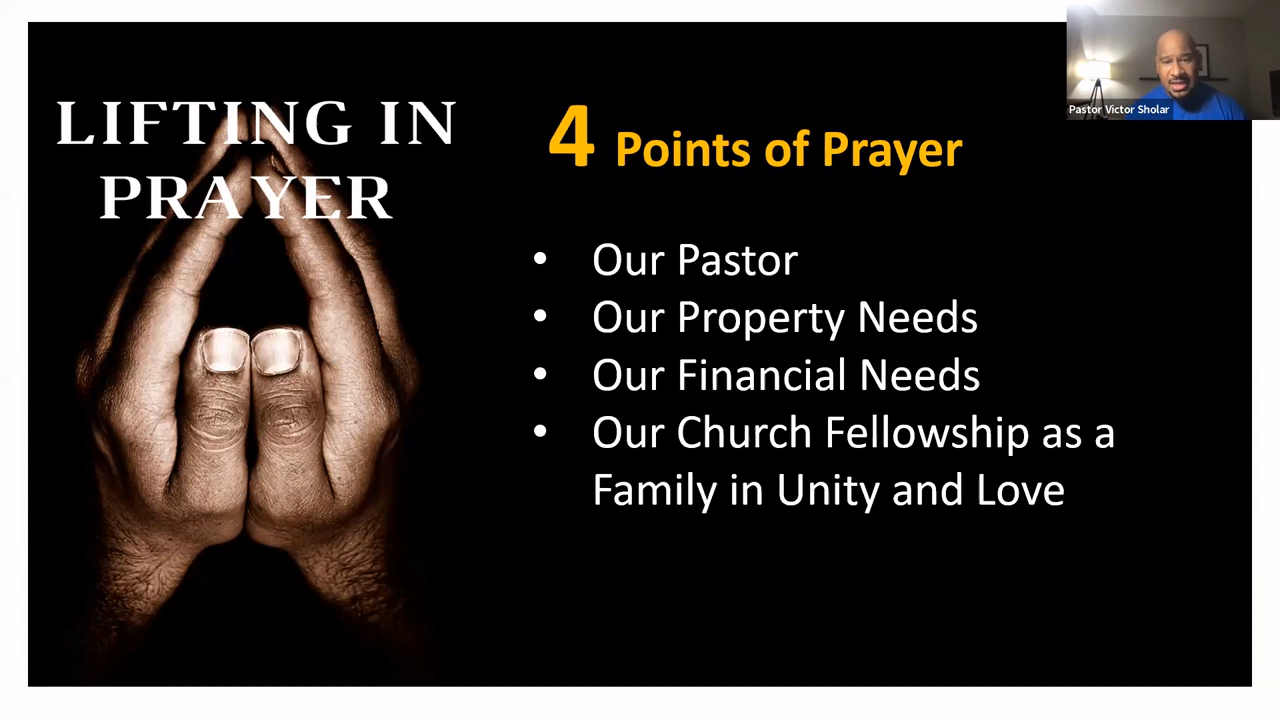 LIFTING IN
PRAYER
4 Points of Prayer
• Our Pastor
• Our Property Needs
• Our Financial Needs
• Our Church Fellowship as a
Family in Unity and Love
Pastor Victor Sholar